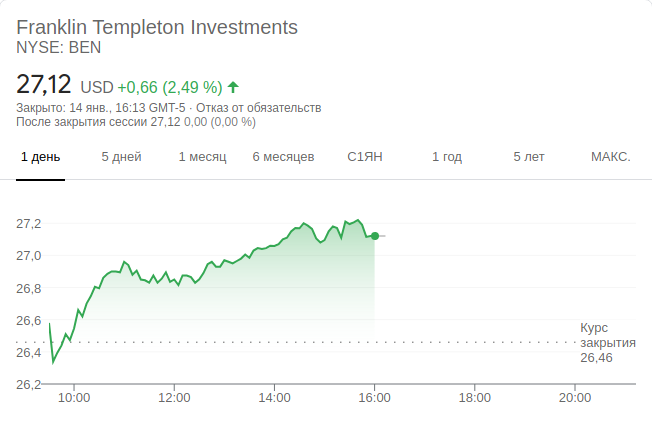 Franklin Templeton Investments
NYSE: BEN
27,12 USD +0,66 (2,49 %)
Закрыто: 14 янв., 16:13 GMT-5 · Отказ от обязательств
После закрытия сессии 27,12 0,00 (0,00 %)
1 день 5 дней 1 месяц 6 месяцев С1ЯН 1 год 5 лет МАКС.
27,2
27,0
26,8
26,6
26,4
26,2
Курс
закрытия
26,46
10:00 12:00 14:00 16:00 18:00 20:00